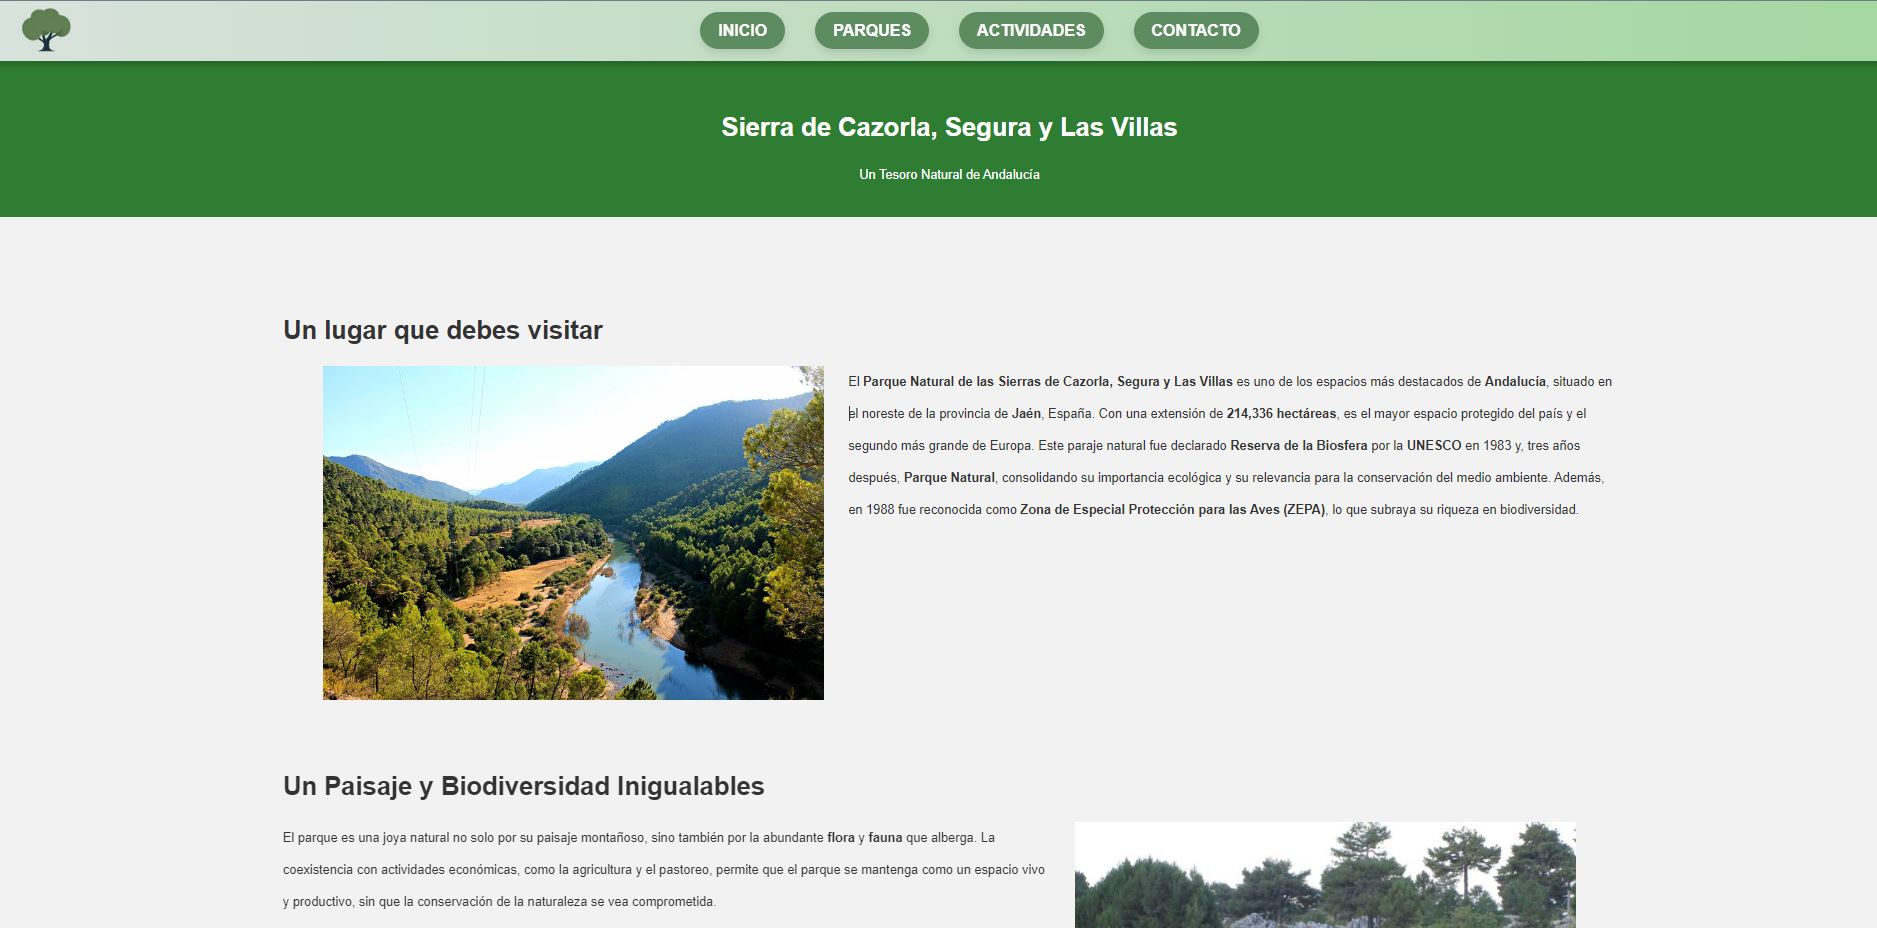 INICIO PARQUES ACTIVIDADES CONTACTO
Sierra de Cazorla, Segura y Las Villas
Un Tesoro Natural de Andalucía
Un lugar que debes visitar
El Parque Natural de las Sierras de Cazorla, Segura y Las Villas es uno de los espacios más destacados de Andalucía, situado en
el noreste de la provincia de Jaén, España. Con una extensión de 214,336 hectáreas, es el mayor espacio protegido del país y el
segundo más grande de Europa. Este paraje natural fue declarado Reserva de la Biosfera por la UNESCO en 1983 y, tres años
después, Parque Natural, consolidando su importancia ecológica y su relevancia para la conservación del medio ambiente. Además,
en 1988 fue reconocida como Zona de Especial Protección para las Aves (ZEPA), lo que subraya su riqueza en biodiversidad.
Un Paisaje y Biodiversidad Inigualables
El parque es una joya natural no solo por su paisaje montañoso, sino también por la abundante flora y fauna que alberga. La
coexistencia con actividades económicas, como la agricultura y el pastoreo, permite que el parque se mantenga como un espacio vivo
y productivo, sin que la conservación de la naturaleza se vea comprometida.